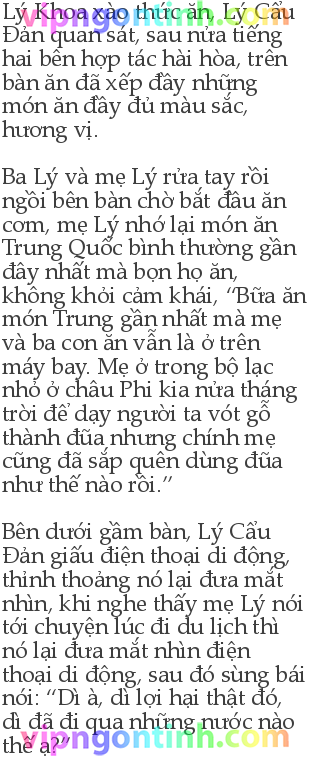 Lý Khoa xào thức ăn, Lý Cẩu
Đản quan sát, sau nửa tiếng
hai bên hợp tác hài hòa, trên
bàn ăn đã xếp đầy những
món ăn đầy đủ màu sắc,
hương vị.
Ba Lý và mẹ Lý rửa tay rồi
ngồi bên bàn chờ bắt đầu ăn
cơm, mẹ Lý nhớ lại món ăn
Trung Quốc bình thường gần
đây nhất mà bọn họ ăn,
không khỏi cảm khái, “Bữa ăn
món Trung gần nhất mà mẹ
và ba con ăn vẫn là ở trên
máy bay. Mẹ ở trong bộ lạc
nhỏ ở châu Phi kia nửa tháng
trời để dạy người ta vót gỗ
thành đũa nhưng chính mẹ
cũng đã sắp quên dùng đũa
như thế nào rồi.”
Bên dưới gầm bàn, Lý Cẩu
Đản giấu điện thoại di động,
thỉnh thoảng nó lại đưa mắt
nhìn, khi nghe thấy mẹ Lý nói
tới chuyện lúc đi du lịch thì
nó lại đưa mắt nhìn điện
thoại di động, sau đó sùng bái
nói: “Dì à, dì lợi hại thật đó,
dì đã đi qua những nước nào
thế ạ?”
vipngontinh.com
vipngontinh.com